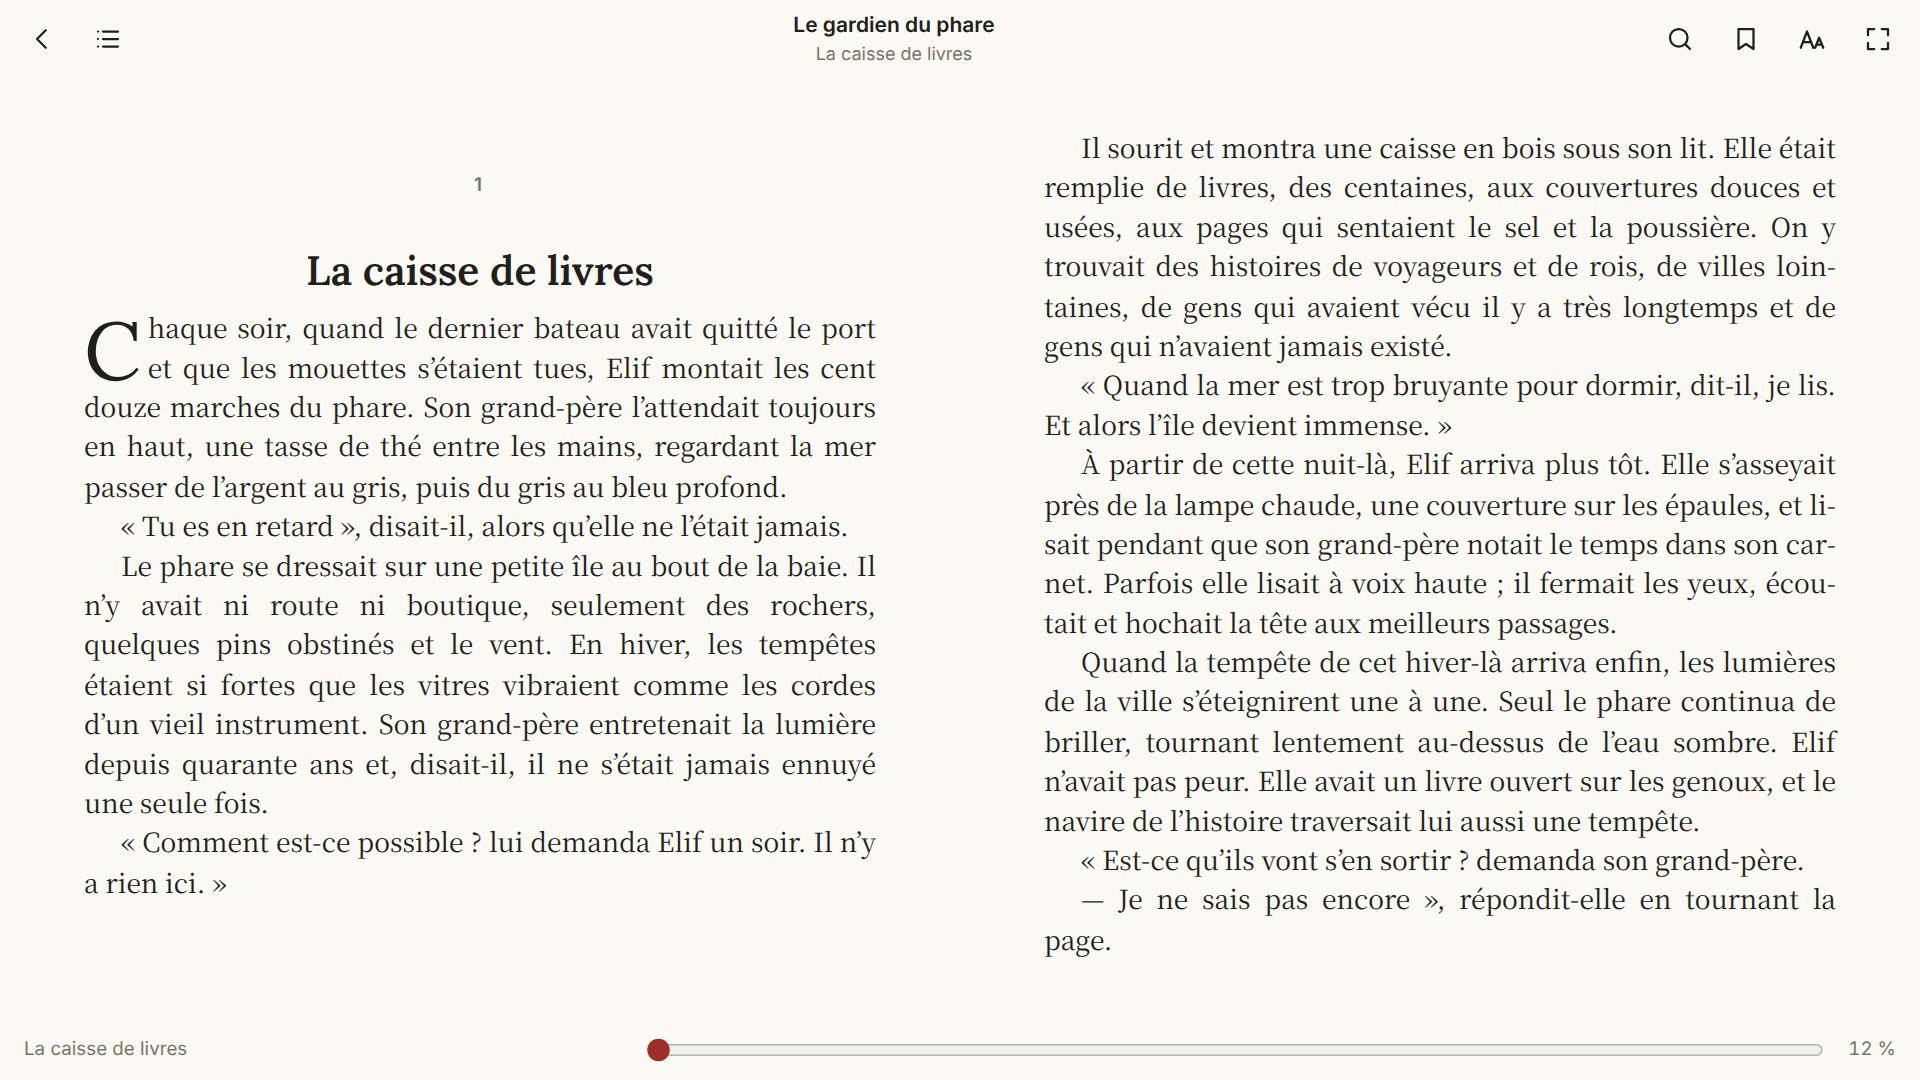 Le gardien du phare
La caisse de livres
1
La caisse de livres
Chaque soir, quand le dernier bateau avait quitté le port
et que les mouettes s’étaient tues, Elif montait les cent
douze marches du phare. Son grand-père l’attendait toujours
en haut, une tasse de thé entre les mains, regardant la mer
passer de l’argent au gris, puis du gris au bleu profond.
« Tu es en retard », disait-il, alors qu’elle ne l’était jamais.
Le phare se dressait sur une petite île au bout de la baie. Il
n’y avait ni route ni boutique, seulement des rochers,
quelques pins obstinés et le vent. En hiver, les tempêtes
étaient si fortes que les vitres vibraient comme les cordes
d’un vieil instrument. Son grand-père entretenait la lumière
depuis quarante ans et, disait-il, il ne s’était jamais ennuyé
une seule fois.
« Comment est-ce possible ? lui demanda Elif un soir. Il n’y
a rien ici. »
Il sourit et montra une caisse en bois sous son lit. Elle était
remplie de livres, des centaines, aux couvertures douces et
usées, aux pages qui sentaient le sel et la poussière. On y
trouvait des histoires de voyageurs et de rois, de villes loin-
taines, de gens qui avaient vécu il y a très longtemps et de
gens qui n’avaient jamais existé.
« Quand la mer est trop bruyante pour dormir, dit-il, je lis.
Et alors l’île devient immense. »
À partir de cette nuit-là, Elif arriva plus tôt. Elle s’asseyait
près de la lampe chaude, une couverture sur les épaules, et li-
sait pendant que son grand-père notait le temps dans son car-
net. Parfois elle lisait à voix haute ; il fermait les yeux, écou-
tait et hochait la tête aux meilleurs passages.
Quand la tempête de cet hiver-là arriva enfin, les lumières
de la ville s’éteignirent une à une. Seul le phare continua de
briller, tournant lentement au-dessus de l’eau sombre. Elif
n’avait pas peur. Elle avait un livre ouvert sur les genoux, et le
navire de l’histoire traversait lui aussi une tempête.
« Est-ce qu’ils vont s’en sortir ? demanda son grand-père.
— Je ne sais pas encore », répondit-elle en tournant la
page.
La caisse de livres
12 %